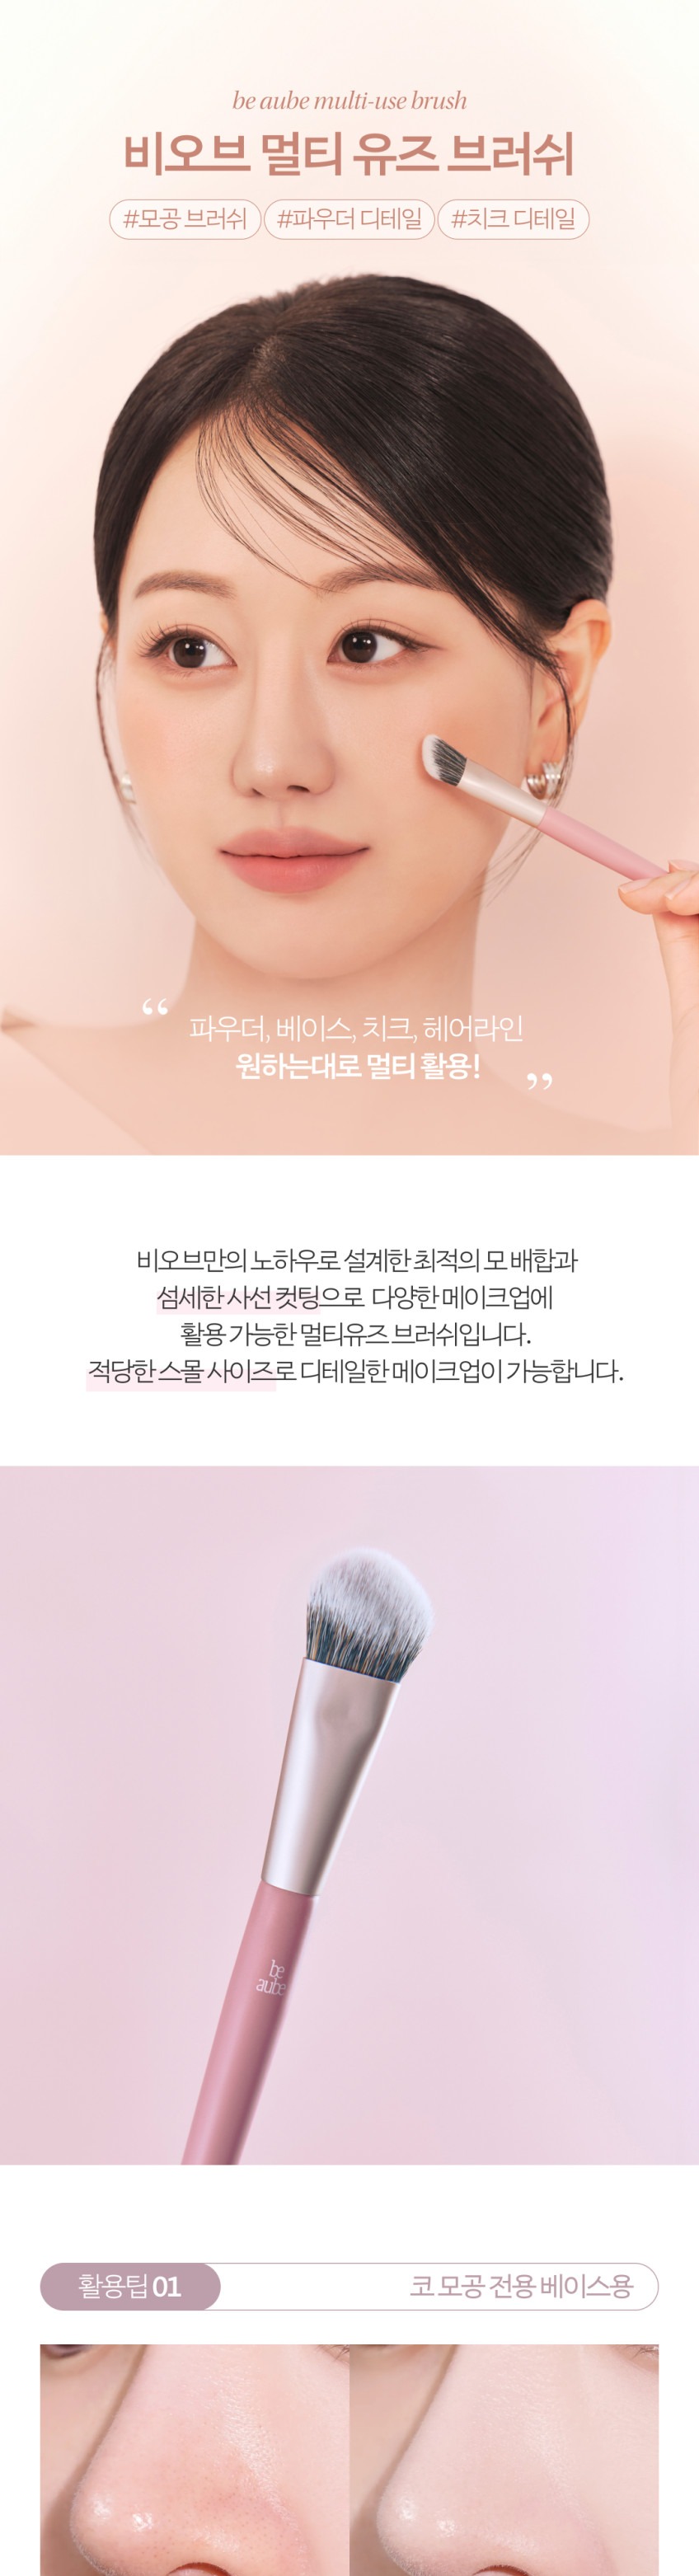 be aube multi-use brush
비오브 멀티 유즈 브러쉬
#모공 브러쉬 #파우더 디테일 #치크 디테일
“ 파우더, 베이스, 치크, 헤어라인
원하는대로 멀티 활용! ”
비오브만의 노하우로 설계한 최적의 모 배합과
섬세한 사선 컷팅으로 다양한 메이크업에
활용 가능한 멀티유즈 브러쉬입니다.
적당한 스몰 사이즈로 디테일한 메이크업이 가능합니다.
be
aube
활용팁 01 코 모공 전용 베이스용